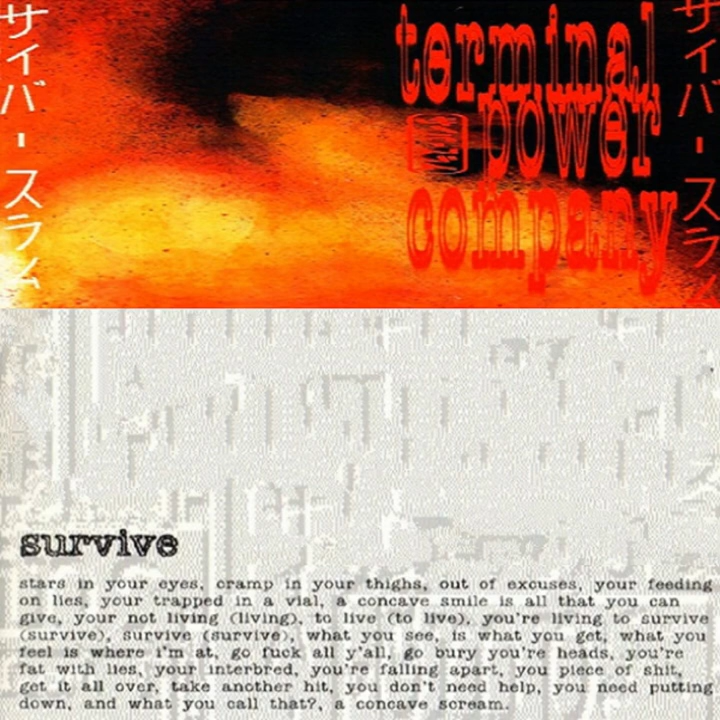 サイバー・スラム
terminal
power
company
サイバー・スラム
survive
stars in your eyes, cramp in your thighs, out of excuses, your feeding
on lies, your trapped in a vial, a concave smile is all that you can
give, your not living (living), to live (to live), you're living to survive
(survive), survive (survive), what you see, is what you get, what you
feel is where i'm at, go fuck all y'all, go bury you're heads, you're
fat with lies, your interbred, you're falling apart, you piece of shit,
get it all over, take another hit, you don't need help, you need putting
down, and what you call that?, a concave scream.